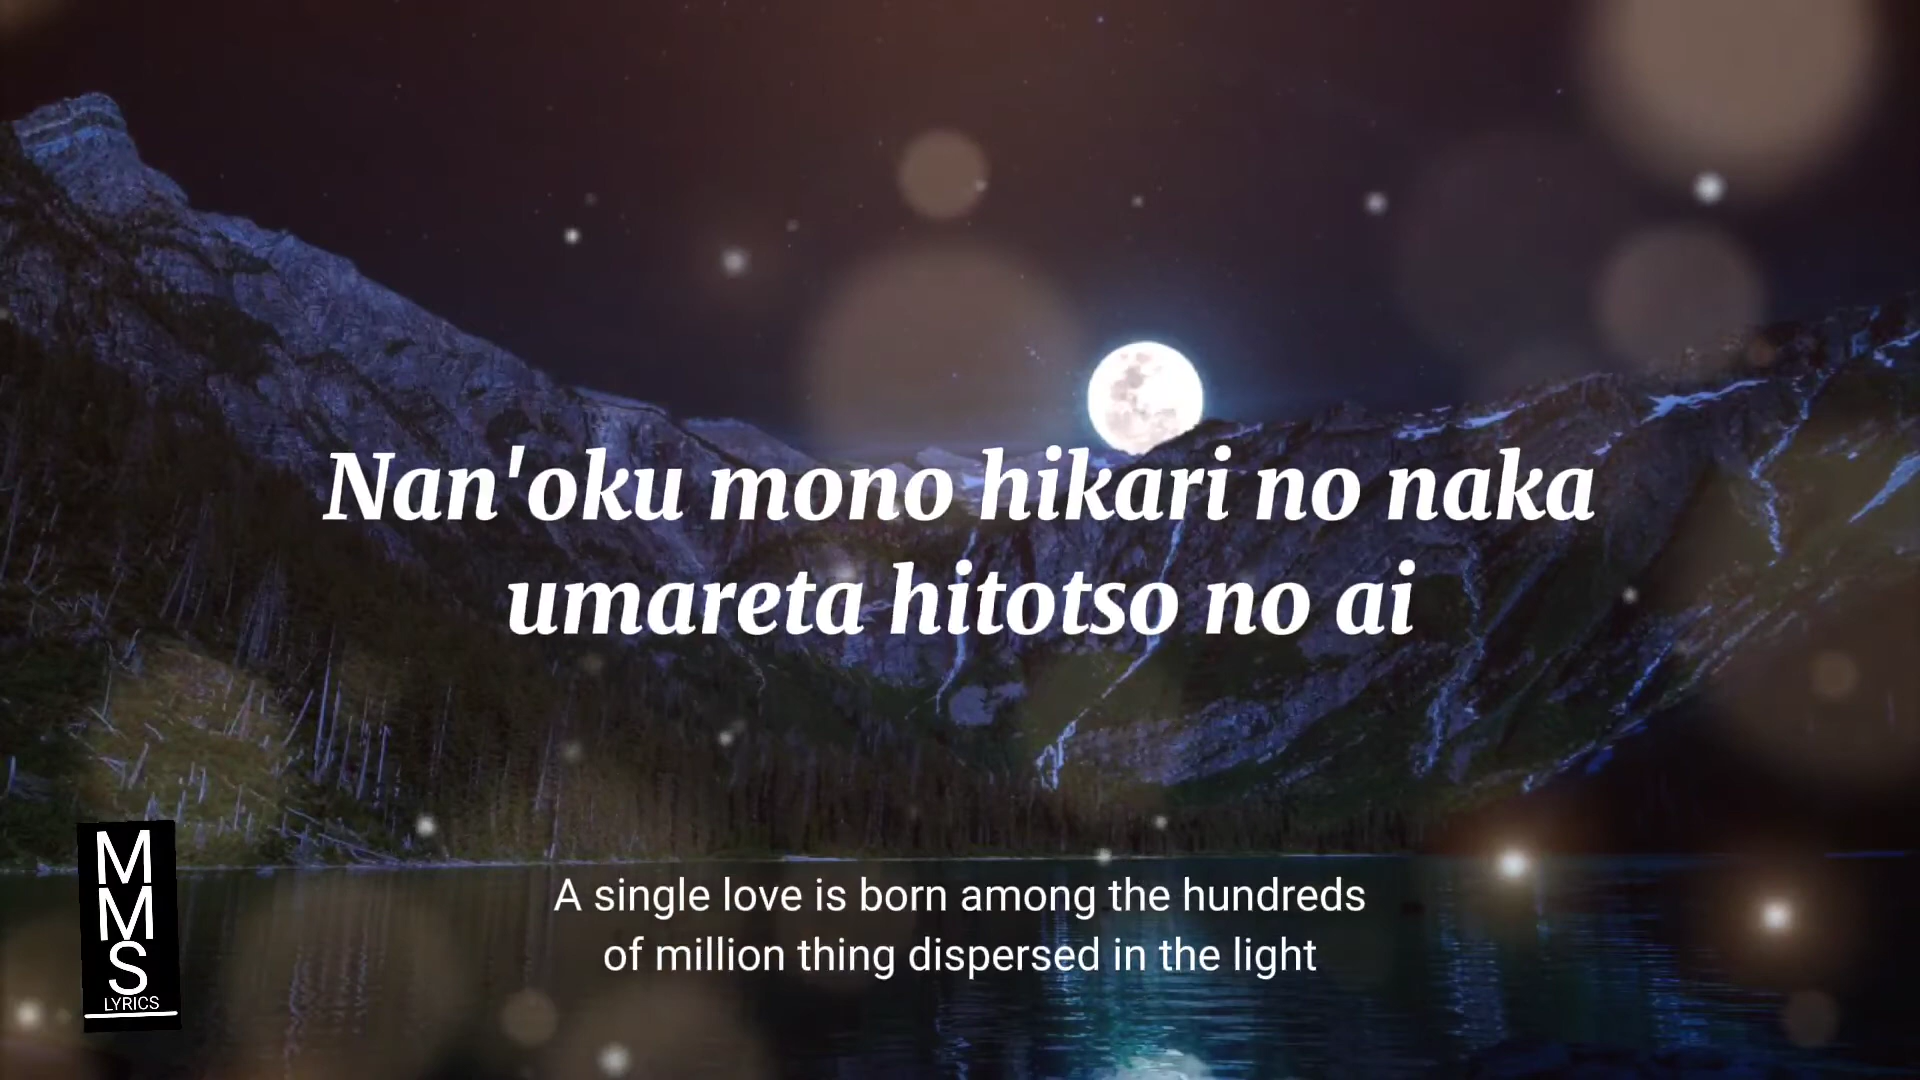 Nan'oku mono hikari no naka
umareta hitotso no ai
A single love is born among the hundreds
of million thing dispersed in the light
M
M
S
LYRICS